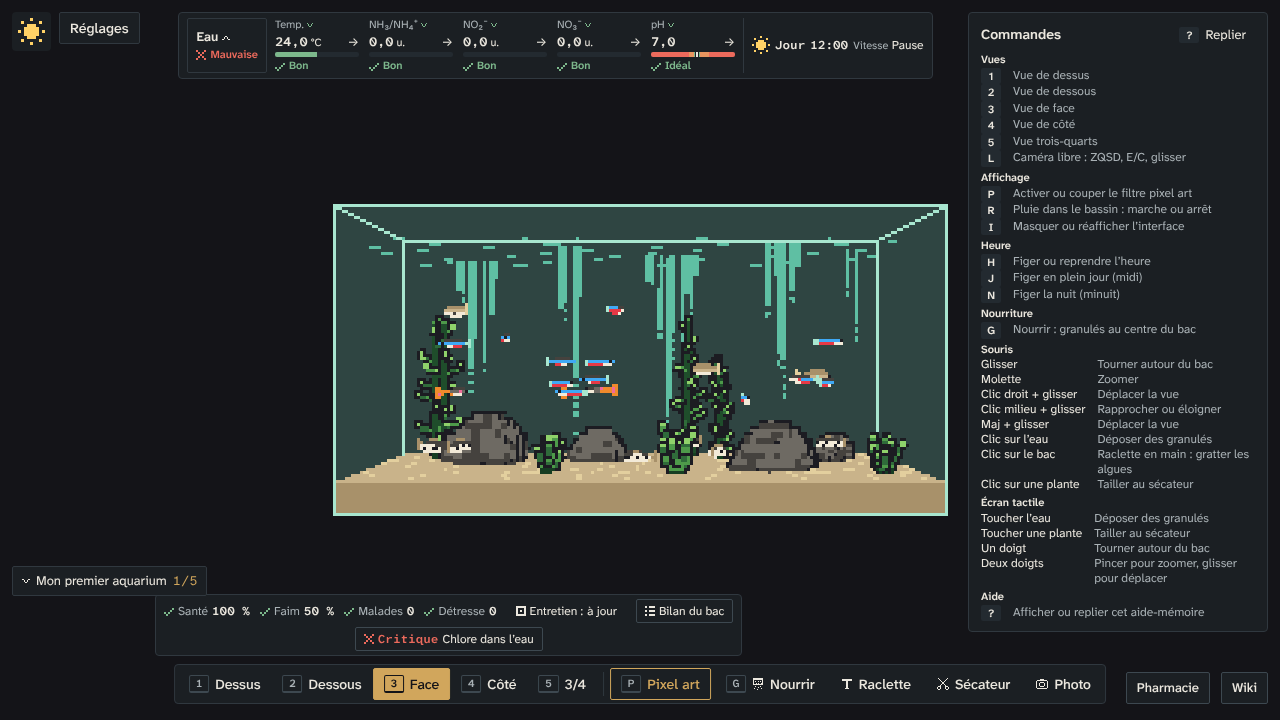 Réglages
Eau
Mauvaise
Temp.
24,0 °C
Bon
NH₃/NH₄⁺
0,0 u.
Bon
NO₂⁻
0,0 u.
Bon
NO₃⁻
0,0 u.
Bon
pH
7,0
Idéal
Jour 12:00 Vitesse Pause
Commandes
? Replier
Vues
1 Vue de dessus
2 Vue de dessous
3 Vue de face
4 Vue de côté
5 Vue trois-quarts
L Caméra libre : ZQSD, E/C, glisser
Affichage
P Activer ou couper le filtre pixel art
R Pluie dans le bassin : marche ou arrêt
I Masquer ou réafficher l'interface
Heure
H Figer ou reprendre l'heure
J Figer en plein jour (midi)
N Figer la nuit (minuit)
Nourriture
G Nourrir : granulés au centre du bac
Souris
Glisser Tourner autour du bac
Molette Zoomer
Clic droit + glisser Déplacer la vue
Clic milieu + glisser Rapprocher ou éloigner
Maj + glisser Déplacer la vue
Clic sur l'eau Déposer des granulés
Clic sur le bac Raclette en main : gratter les
algues
Clic sur une plante Tailler au sécateur
Écran tactile
Toucher l'eau Déposer des granulés
Toucher une plante Tailler au sécateur
Un doigt Tourner autour du bac
Deux doigts Pincer pour zoomer, glisser
pour déplacer
Aide
? Afficher ou replier cet aide-mémoire
Mon premier aquarium 1/5
Santé 100 % Faim 50 % Malades 0 Détresse 0 Entretien : à jour Bilan du bac
Critique Chlore dans l'eau
1 Dessus 2 Dessous 3 Face 4 Côté 5 3/4 P Pixel art G Nourrir Raclette Sécateur Photo
Pharmacie Wiki